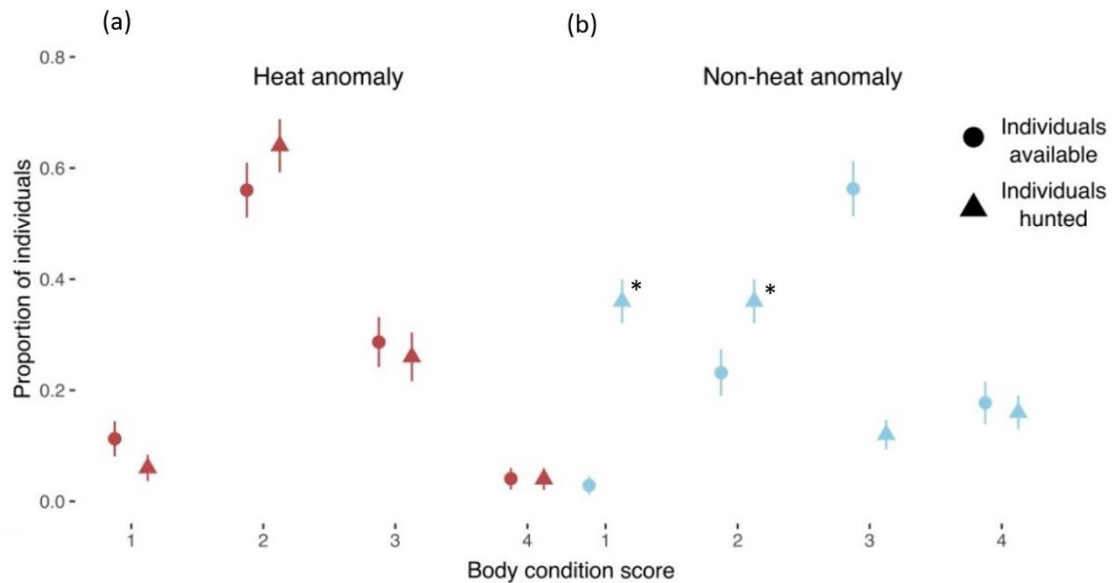 (a)
(b)
Heat anomaly
Non-heat anomaly
Individuals
available
Individuals
hunted
Proportion of individuals
0.8
0.6
0.4
0.2
0.0
*
*
1 2 3 4 1 2 3 4
Body condition score